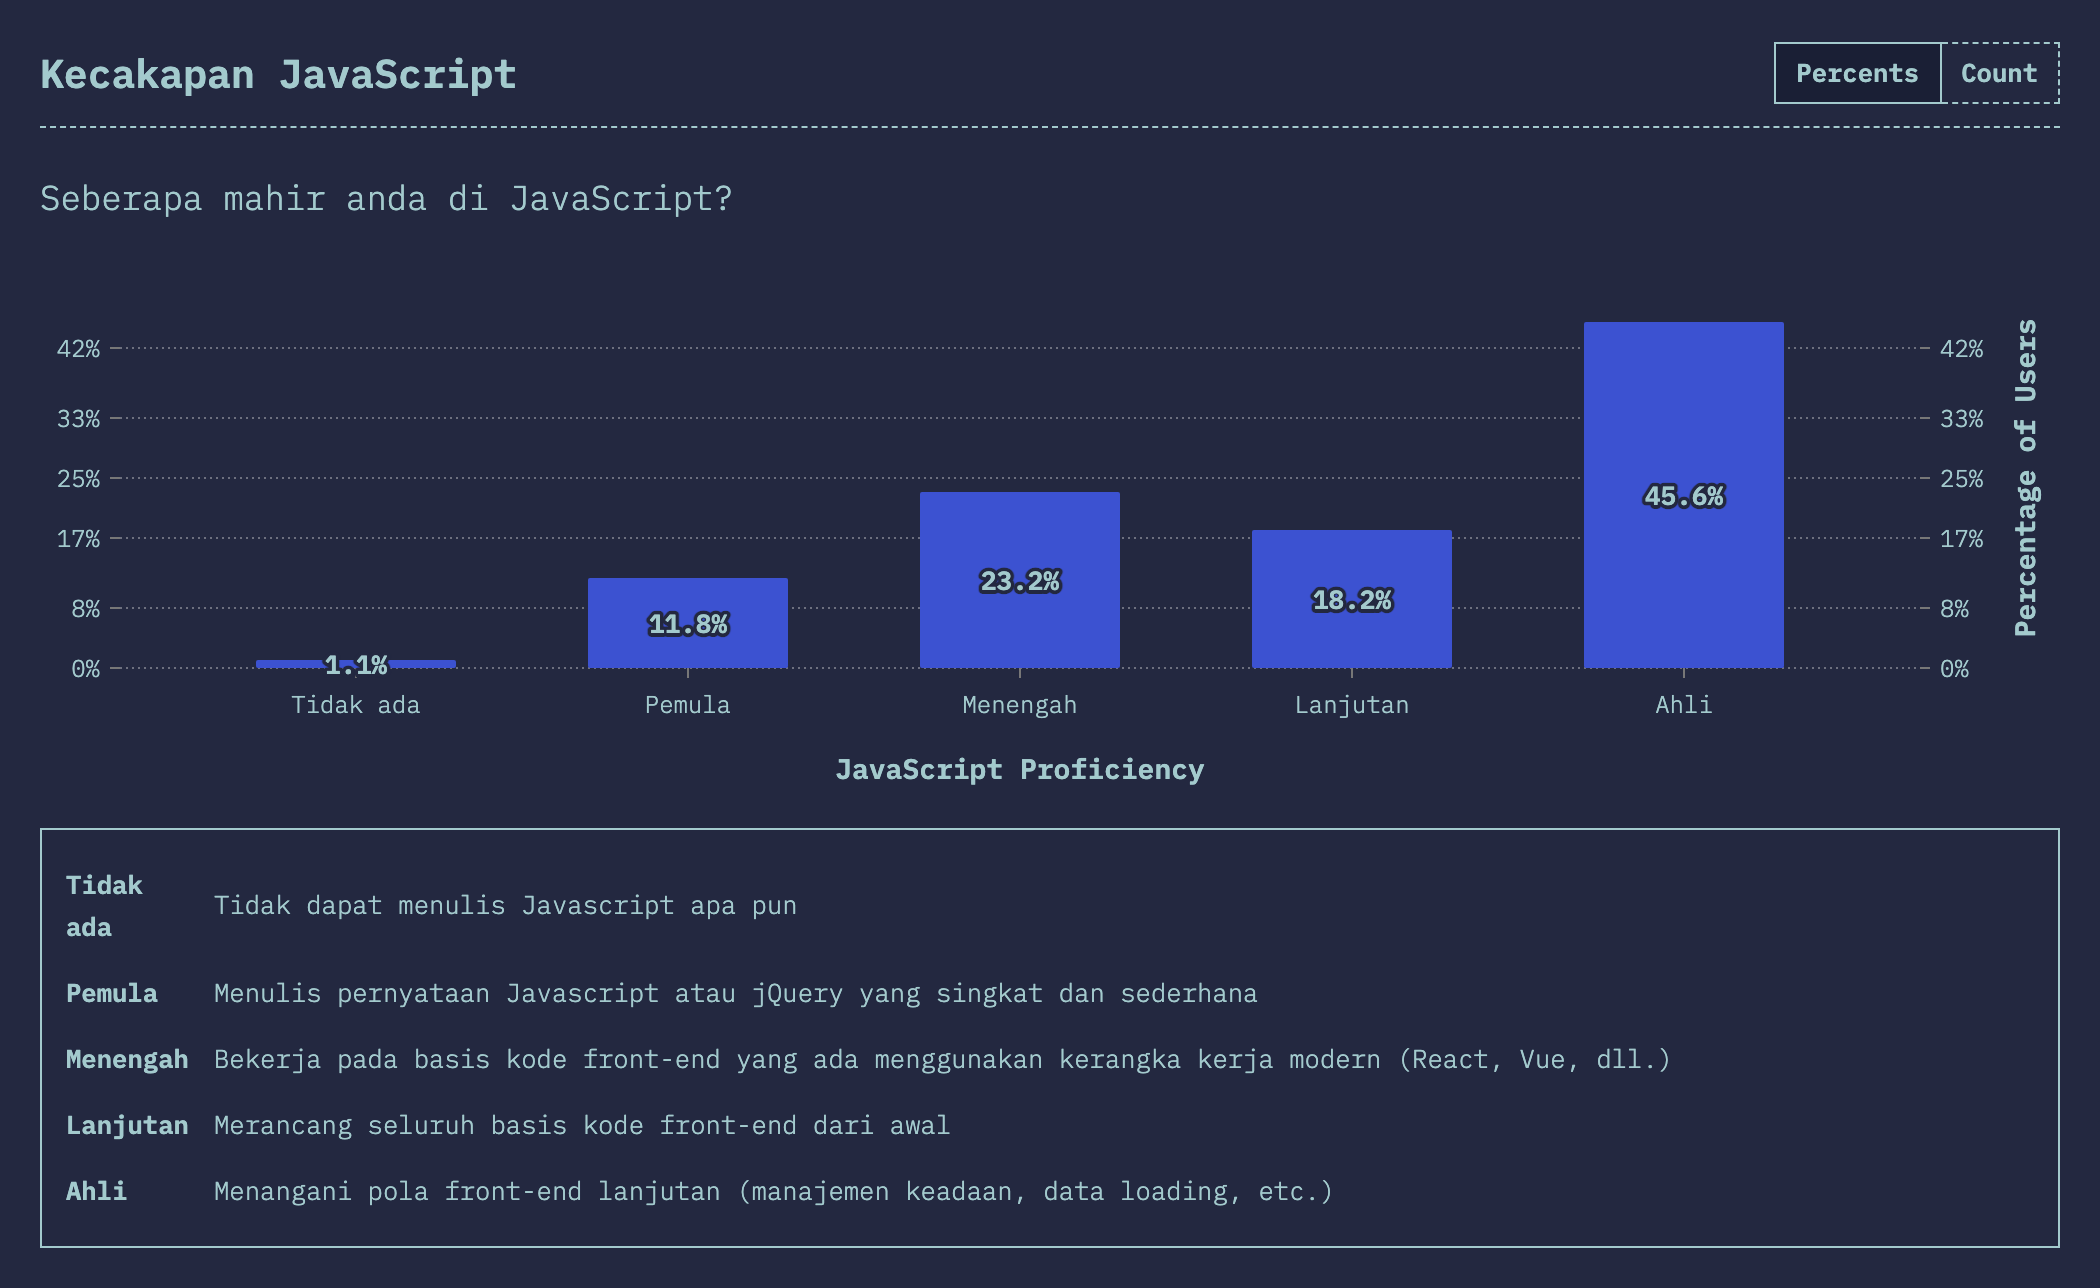 Kecakapan JavaScript
Percents Count
Seberapa mahir anda di JavaScript?
42% 42%
33% 33%
25% 25%
17% 17%
8% 8%
0% 0%
Percentage of Users
1.1% 11.8% 23.2% 18.2% 45.6%
Tidak ada Pemula Menengah Lanjutan Ahli
JavaScript Proficiency
Tidak ada Tidak dapat menulis Javascript apa pun
Pemula Menulis pernyataan Javascript atau jQuery yang singkat dan sederhana
Menengah Bekerja pada basis kode front-end yang ada menggunakan kerangka kerja modern (React, Vue, dll.)
Lanjutan Merancang seluruh basis kode front-end dari awal
Ahli Menangani pola front-end lanjutan (manajemen keadaan, data loading, etc.)